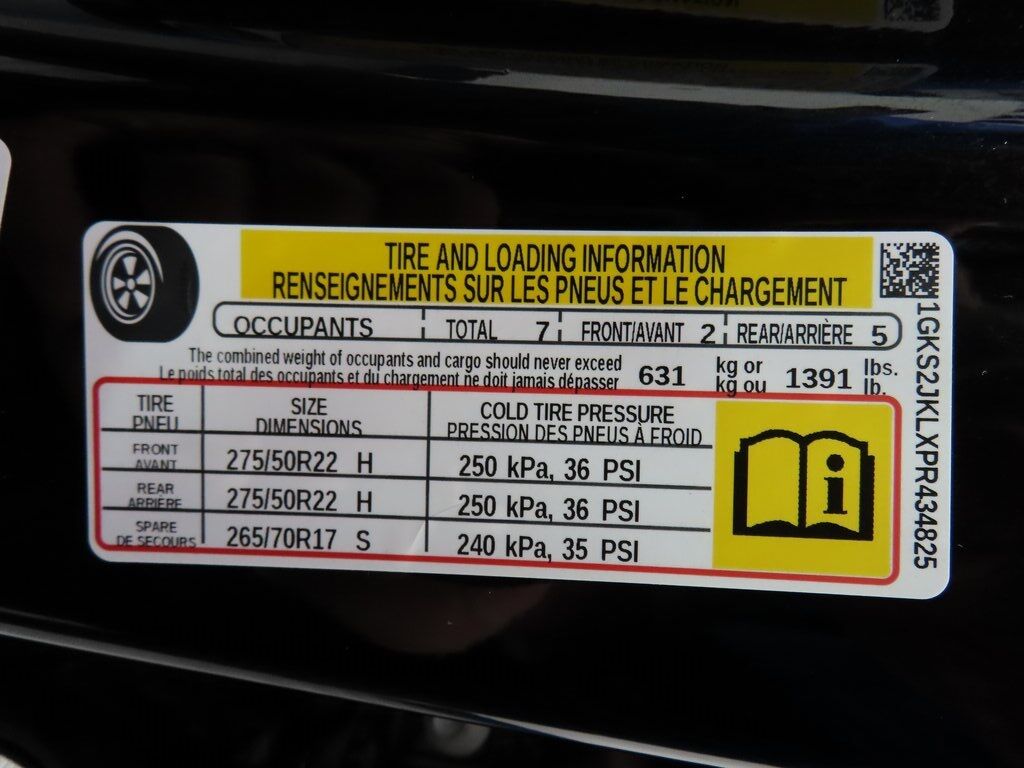 TIRE AND LOADING INFORMATION
RENSEIGNEMENTS SUR LES PNEUS ET LE CHARGEMENT
OCCUPANTS TOTAL 7 FRONT/AVANT 2 REAR/ARRIÈRE 5
The combined weight of occupants and cargo should never exceed 631 kg or 1391 lbs.
Le poids total des occupants et du chargement ne doit jamais dépasser kg ou lb.
TIRE SIZE COLD TIRE PRESSURE
PNEU DIMENSIONS PRESSION DES PNEUS À FROID
FRONT
AVANT 275/50R22 H 250 kPa, 36 PSI
REAR
ARRIÈRE 275/50R22 H 250 kPa, 36 PSI
SPARE
DE SECOURS 265/70R17 S 240 kPa, 35 PSI
i
1GKS2JKLXPR434825